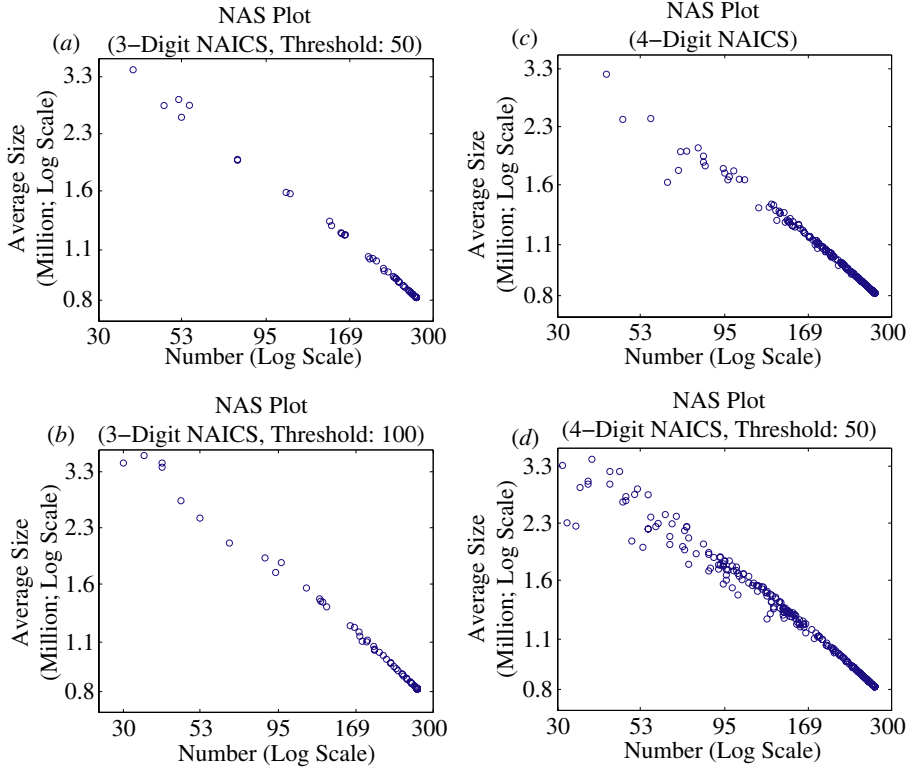 NAS Plot
(a)
(3−Digit NAICS, Threshold: 50)
Average Size
(Million; Log Scale)
3.3
2.3
1.6
1.1
0.8
30 53 95 169 300
Number (Log Scale)
NAS Plot
(c)
(4−Digit NAICS)
Average Size
(Million; Log Scale)
3.3
2.3
1.6
1.1
0.8
30 53 95 169 300
Number (Log Scale)
NAS Plot
(b)
(3−Digit NAICS, Threshold: 100)
Average Size
(Million; Log Scale)
3.3
2.3
1.6
1.1
0.8
30 53 95 169 300
Number (Log Scale)
NAS Plot
(d)
(4−Digit NAICS, Threshold: 50)
Average Size
(Million; Log Scale)
3.3
2.3
1.6
1.1
0.8
30 53 95 169 300
Number (Log Scale)